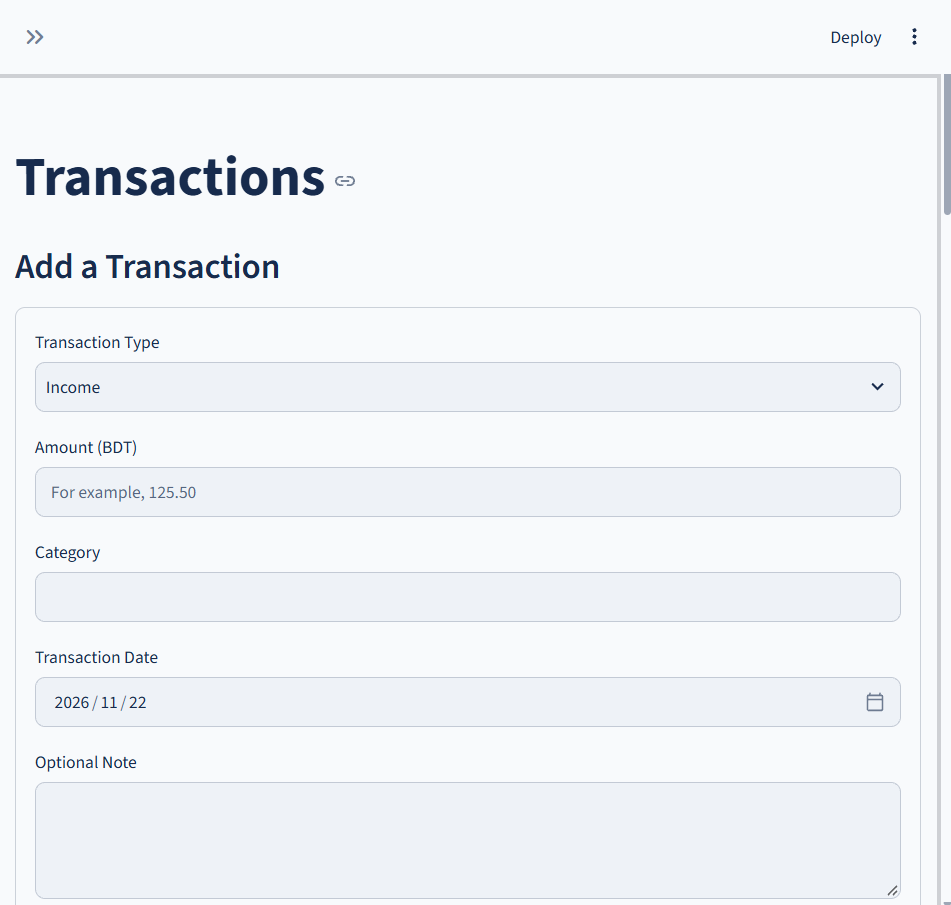 Deploy
Transactions
Add a Transaction
Transaction Type
Income
Amount (BDT)
For example, 125.50
Category
Transaction Date
2026/11/22
Optional Note